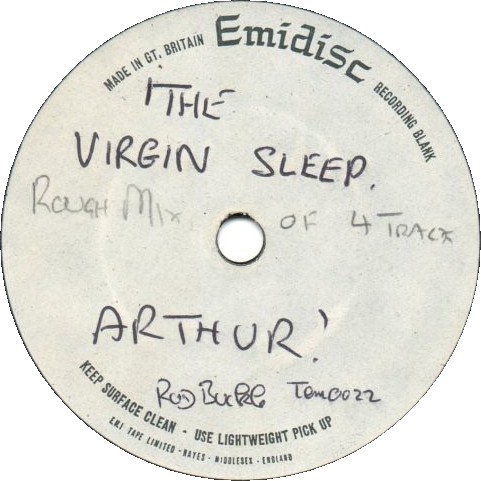 Emidisc
MADE IN GT. BRITAIN
RECORDING BLANK
'THE
VIRGIN SLEEP.
ROUGH MIX OF 4 TRACK
ARTHUR!
KEEP SURFACE CLEAN - USE LIGHTWEIGHT PICK UP
E.M.I TAPE LIMITED - HAYES - MIDDLESEX - ENGLAND